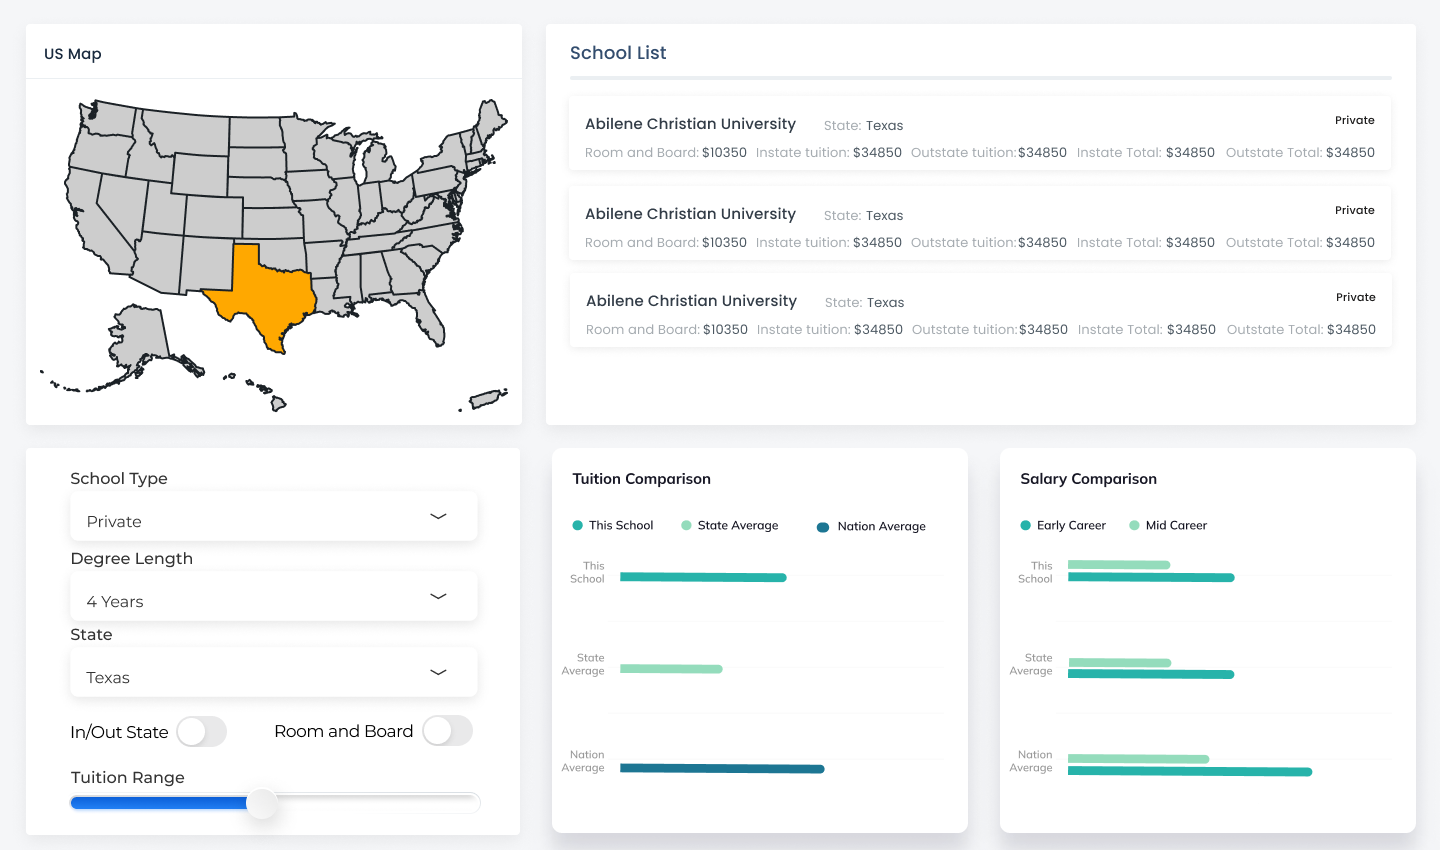 US Map
School List
Abilene Christian University State: Texas Private
Room and Board: $10350 Instate tuition: $34850 Outstate tuition: $34850 Instate Total: $34850 Outstate Total: $34850
Abilene Christian University State: Texas Private
Room and Board: $10350 Instate tuition: $34850 Outstate tuition: $34850 Instate Total: $34850 Outstate Total: $34850
Abilene Christian University State: Texas Private
Room and Board: $10350 Instate tuition: $34850 Outstate tuition: $34850 Instate Total: $34850 Outstate Total: $34850
School Type
Private
Degree Length
4 Years
State
Texas
In/Out State Room and Board
Tuition Range
Tuition Comparison
This School State Average Nation Average
This
School
State
Average
Nation
Average
Salary Comparison
Early Career Mid Career
This
School
State
Average
Nation
Average